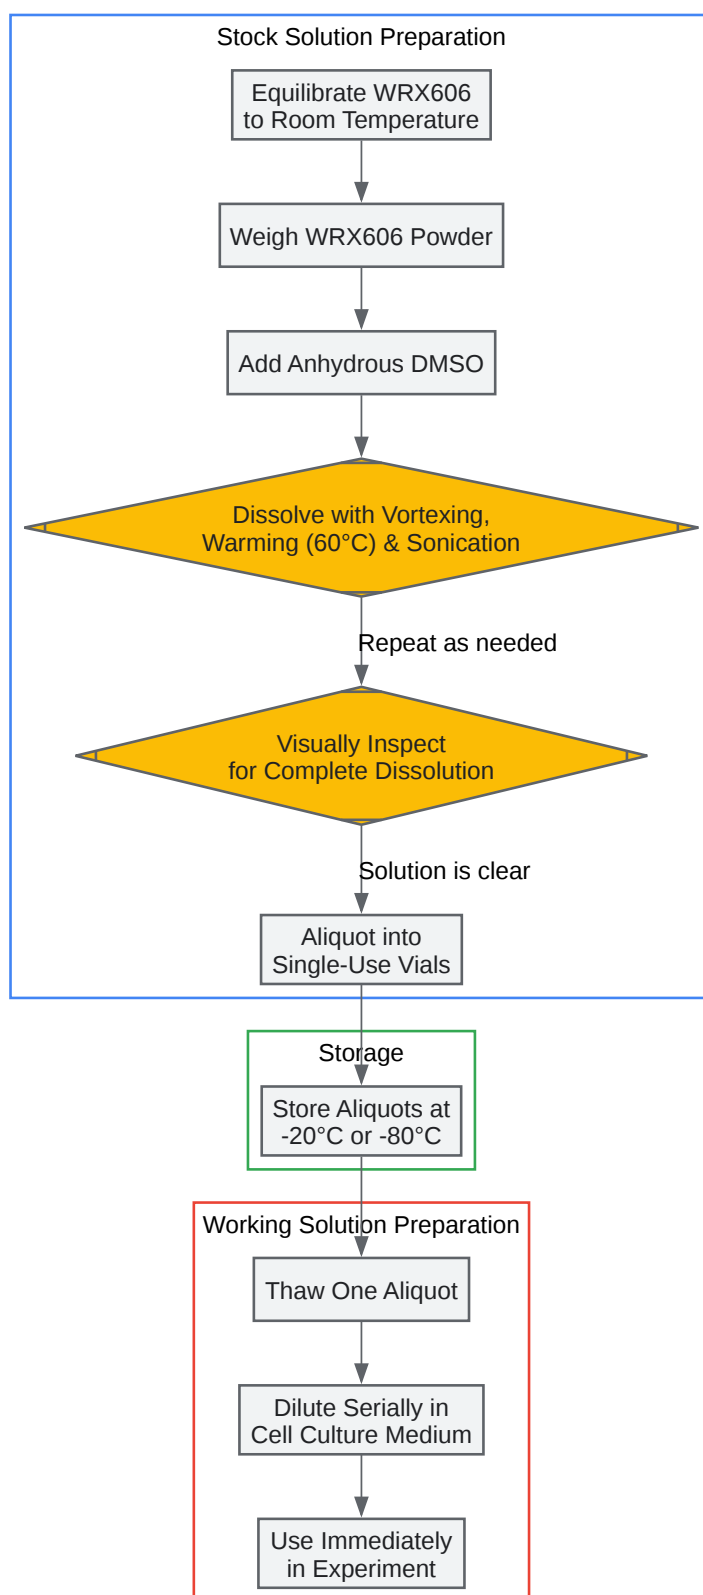 Stock Solution Preparation
Equilibrate WRX606
to Room Temperature
Weigh WRX606 Powder
Add Anhydrous DMSO
Dissolve with Vortexing,
Warming (60°C) & Sonication
Repeat as needed
Visually Inspect
for Complete Dissolution
Solution is clear
Aliquot into
Single-Use Vials
Storage
Store Aliquots at
-20°C or -80°C
Working Solution Preparation
Thaw One Aliquot
Dilute Serially in
Cell Culture Medium
Use Immediately
in Experiment